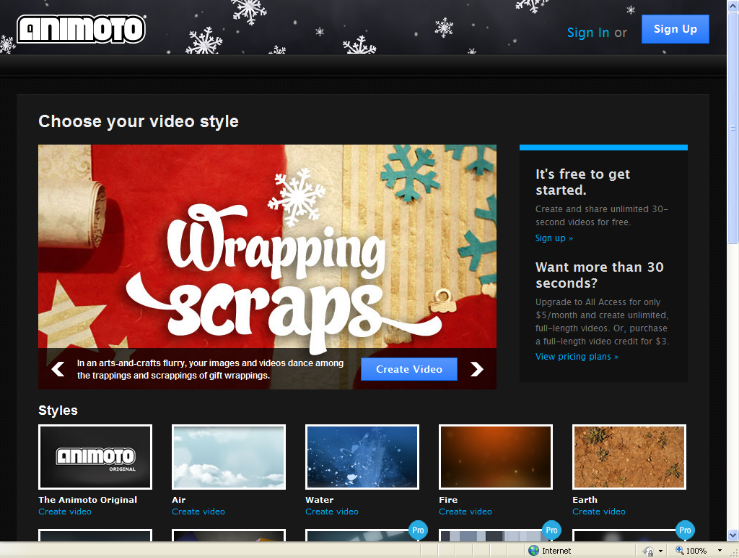 ANIMOTO
Sign In or
Sign Up
Choose your video style
Wrapping
scraps
In an arts-and-crafts flurry, your images and videos dance among
the trappings and scrappings of gift wrappings.
Create Video
It's free to get
started.
Create and share unlimited 30-
second videos for free.
Sign up »
Want more than 30
seconds?
Upgrade to All Access for only
$5/month and create unlimited,
full-length videos. Or, purchase
a full-length video credit for $3.
View pricing plans »
Styles
ANIMOTO
ORIGINAL
The Animoto Original
Create video
Air
Create video
Water
Create video
Fire
Create video
Earth
Create video
Pro
Pro
Pro
Internet
100%